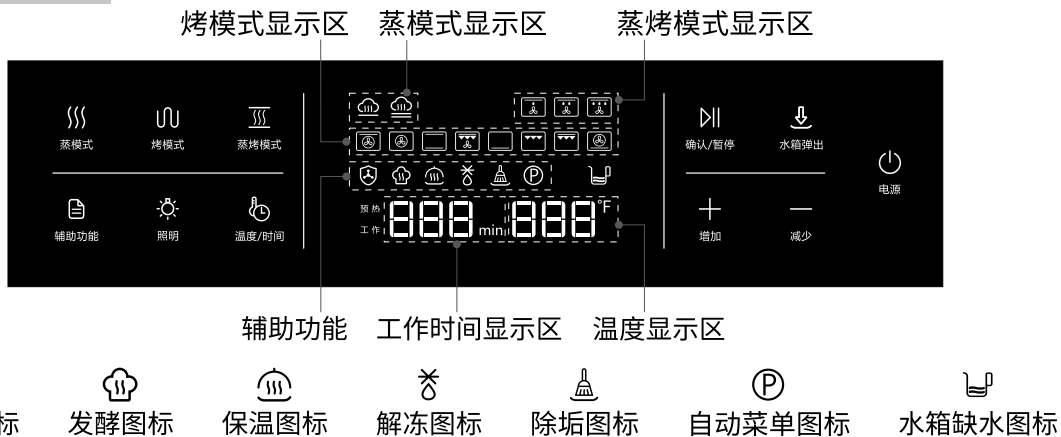 烤模式显示区 蒸模式显示区 蒸烤模式显示区
蒸模式 烤模式 蒸烤模式 确认/暂停 水箱弹出
电源
预热 888 min 888 °F
工作
辅助功能 照明 温度/时间 增加 减少
辅助功能 工作时间显示区 温度显示区
标 发酵图标 保温图标 解冻图标 除垢图标 自动菜单图标 水箱缺水图标